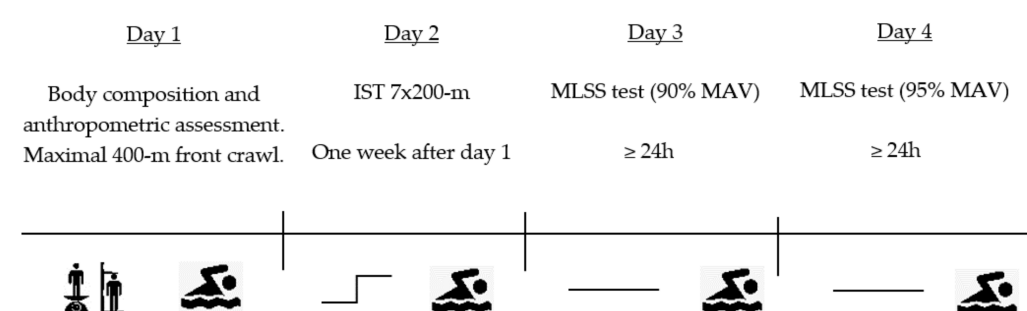 Day 1
Body composition and
anthropometric assessment.
Maximal 400-m front crawl.
Day 2
IST 7x200-m
One week after day 1
Day 3
MLSS test (90% MAV)
≥ 24h
Day 4
MLSS test (95% MAV)
≥ 24h